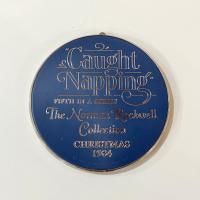 Caught
Napping
FIFTH IN A SERIES
The Norman Rockwell
Collection
CHRISTMAS
1984